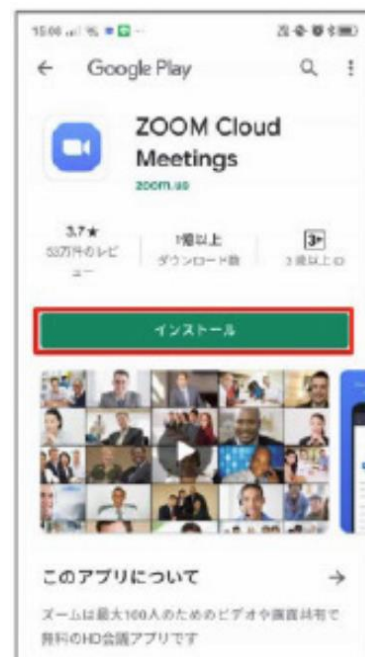 15:08
← Google Play
ZOOM Cloud
Meetings
zoom.us
3.7★
53万件のレビ
ュー
1億以上
ダウンロード数
3+
3 歳以上
インストール
このアプリについて →
ズームは最大100人のためのビデオや画面共有で
無料のHD会議アプリです